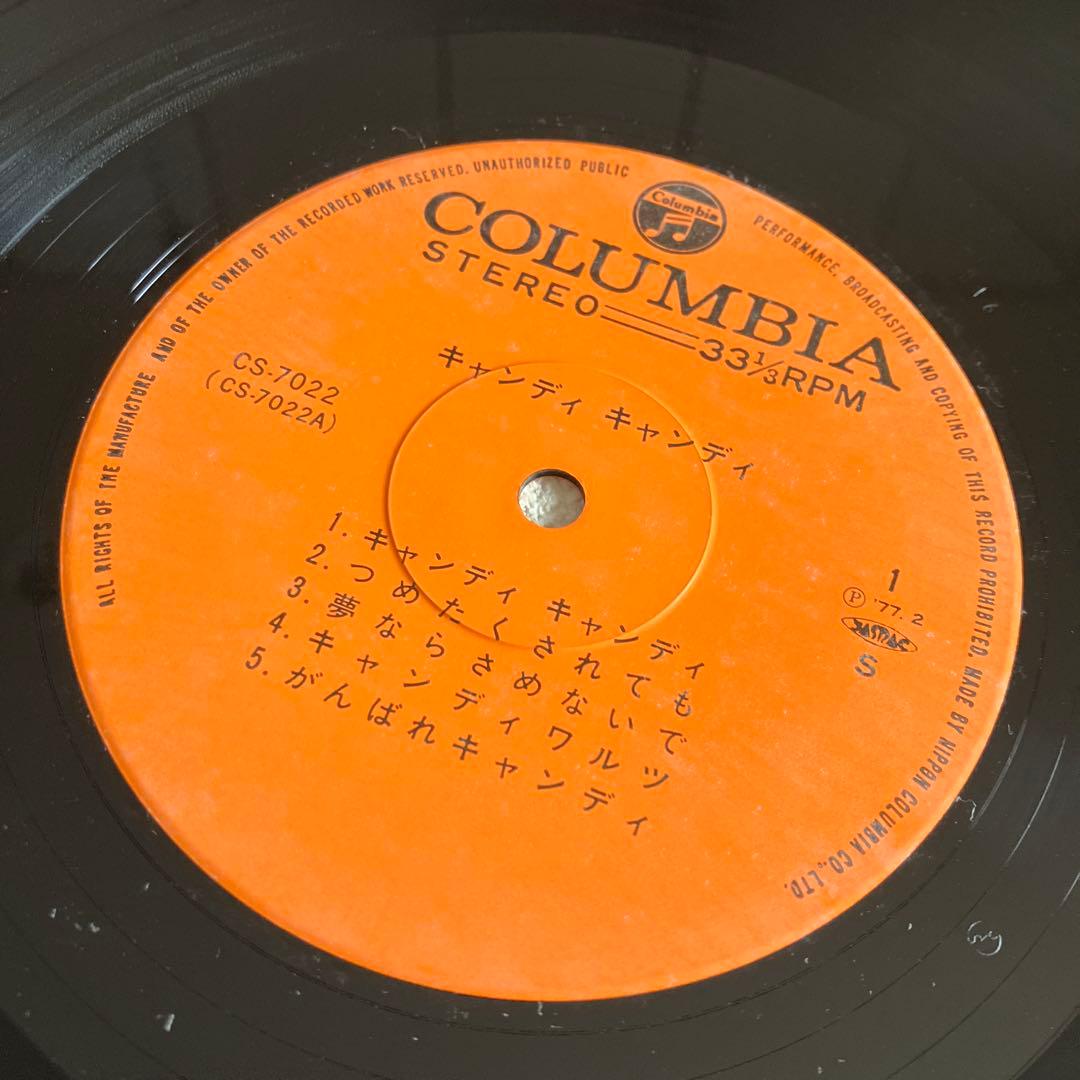 ALL RIGHTS OF THE MANUFACTURE AND OF THE OWNER OF THE RECORDED WORK RESERVED. UNAUTHORIZED PUBLIC PERFORMANCE, BROADCASTING AND COPYING OF THIS RECORD PROHIBITED. MADE BY NIPPON COLUMBIA CO., LTD.
Columbia
COLUMBIA
STEREO 33 1/3 RPM
CS-7022
(CS-7022A)
キャンディ キャンディ
1. キャンディ キャンディ
2. つめたくされても
3. 夢ならさめないで
4. キャンディワルツ
5. がんばれキャンディ
1
Ⓟ '77. 2
JASRAC
S